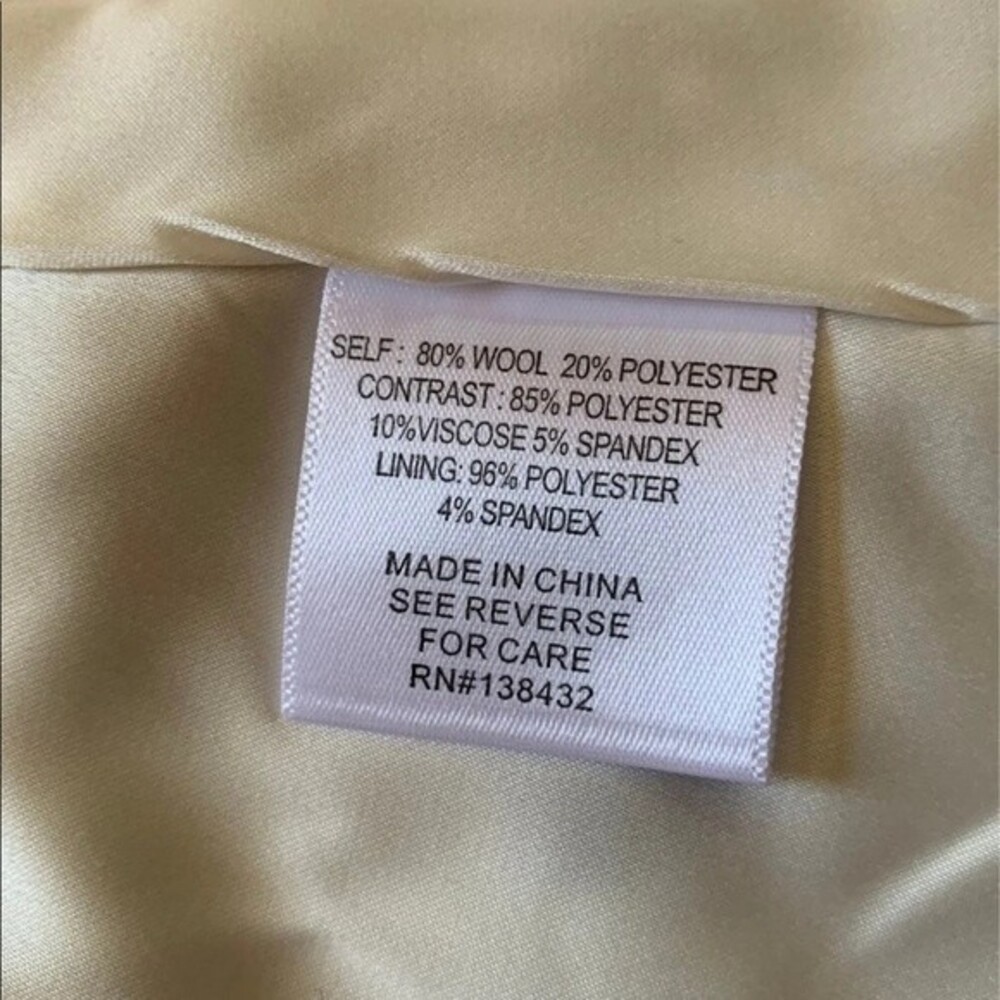 SELF: 80% WOOL 20% POLYESTER
CONTRAST: 85% POLYESTER
10%VISCOSE 5% SPANDEX
LINING: 96% POLYESTER
4% SPANDEX
MADE IN CHINA
SEE REVERSE
FOR CARE
RN#138432